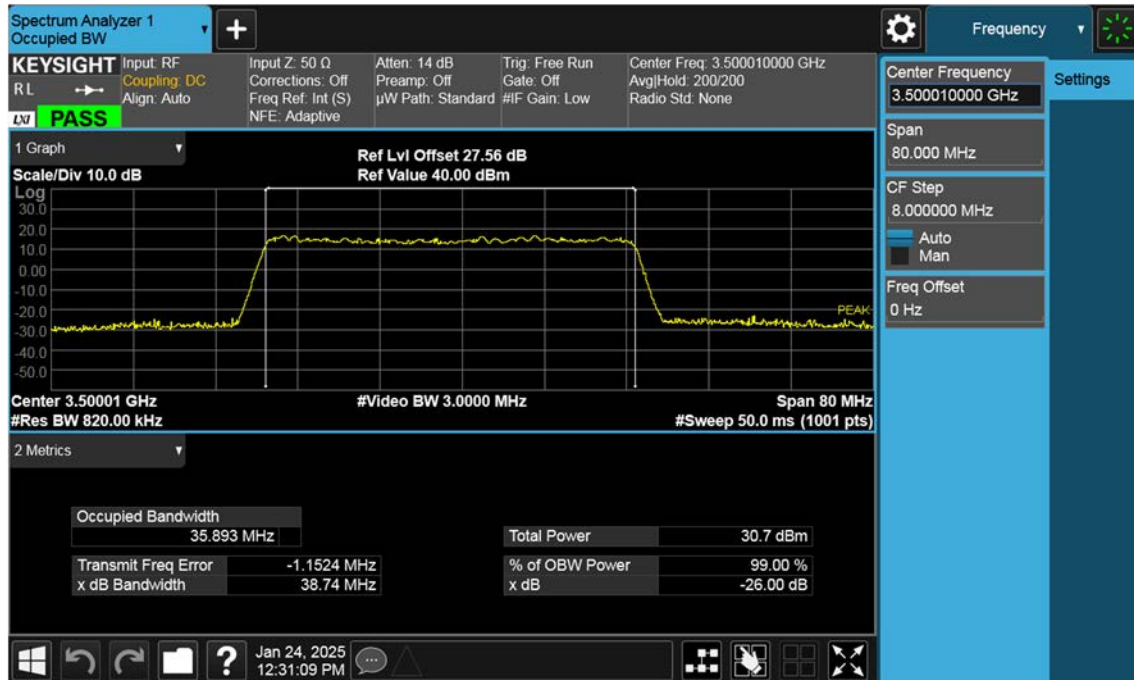 Spectrum Analyzer 1
Occupied BW
+
Frequency
KEYSIGHT
RL
LXI PASS
Input: RF
Coupling: DC
Align: Auto
Input Z: 50 Ω
Corrections: Off
Freq Ref: Int (S)
NFE: Adaptive
Atten: 14 dB
Preamp: Off
µW Path: Standard
Trig: Free Run
Gate: Off
#IF Gain: Low
Center Freq: 3.500010000 GHz
Avg|Hold: 200/200
Radio Std: None
Center Frequency
3.500010000 GHz
Settings
Span
80.000 MHz
CF Step
8.000000 MHz
Auto
Man
Freq Offset
0 Hz
1 Graph
Scale/Div 10.0 dB
Ref Lvl Offset 27.56 dB
Ref Value 40.00 dBm
Log
30.0
20.0
10.0
0.00
-10.0
-20.0
-30.0
-40.0
-50.0
PEAK
Center 3.50001 GHz
#Video BW 3.0000 MHz
Span 80 MHz
#Res BW 820.00 kHz
#Sweep 50.0 ms (1001 pts)
2 Metrics
Occupied Bandwidth
35.893 MHz
Total Power 30.7 dBm
Transmit Freq Error -1.1524 MHz
% of OBW Power 99.00 %
x dB Bandwidth 38.74 MHz
x dB -26.00 dB
?
Jan 24, 2025
12:31:09 PM